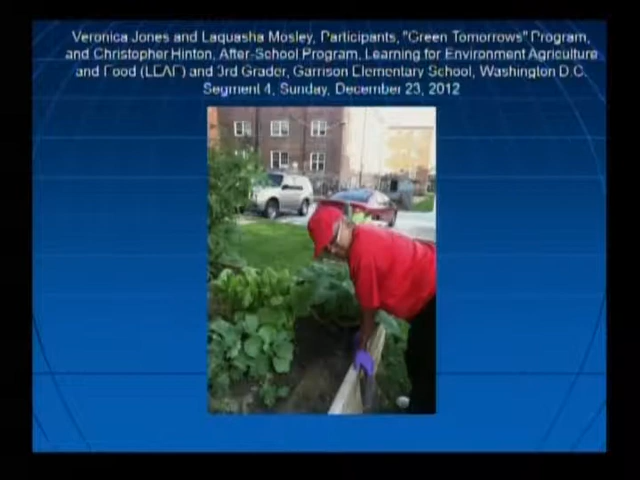 Veronica Jones and Laquasha Mosley, Participants, "Green Tomorrows" Program,
and Christopher Hinton, After-School Program, Learning for Environment Agriculture
and Food (LEAF) and 3rd Grader, Garrison Elementary School, Washington D.C.
Segment 4, Sunday, December 23, 2012